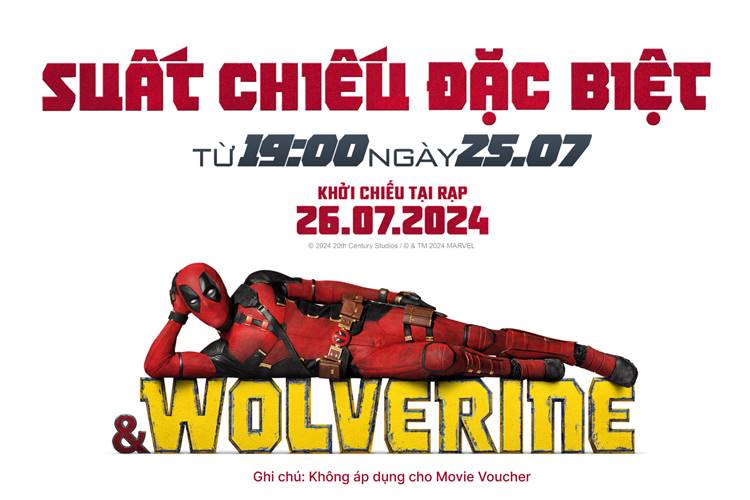 SUẤT CHIẾU ĐẶC BIỆT
TỪ 19:00 NGÀY 25.07
KHỞI CHIẾU TẠI RẠP
26.07.2024
© 2024 20th Century Studios / © & TM 2024 MARVEL
& WOLVERINE
Ghi chú: Không áp dụng cho Movie Voucher